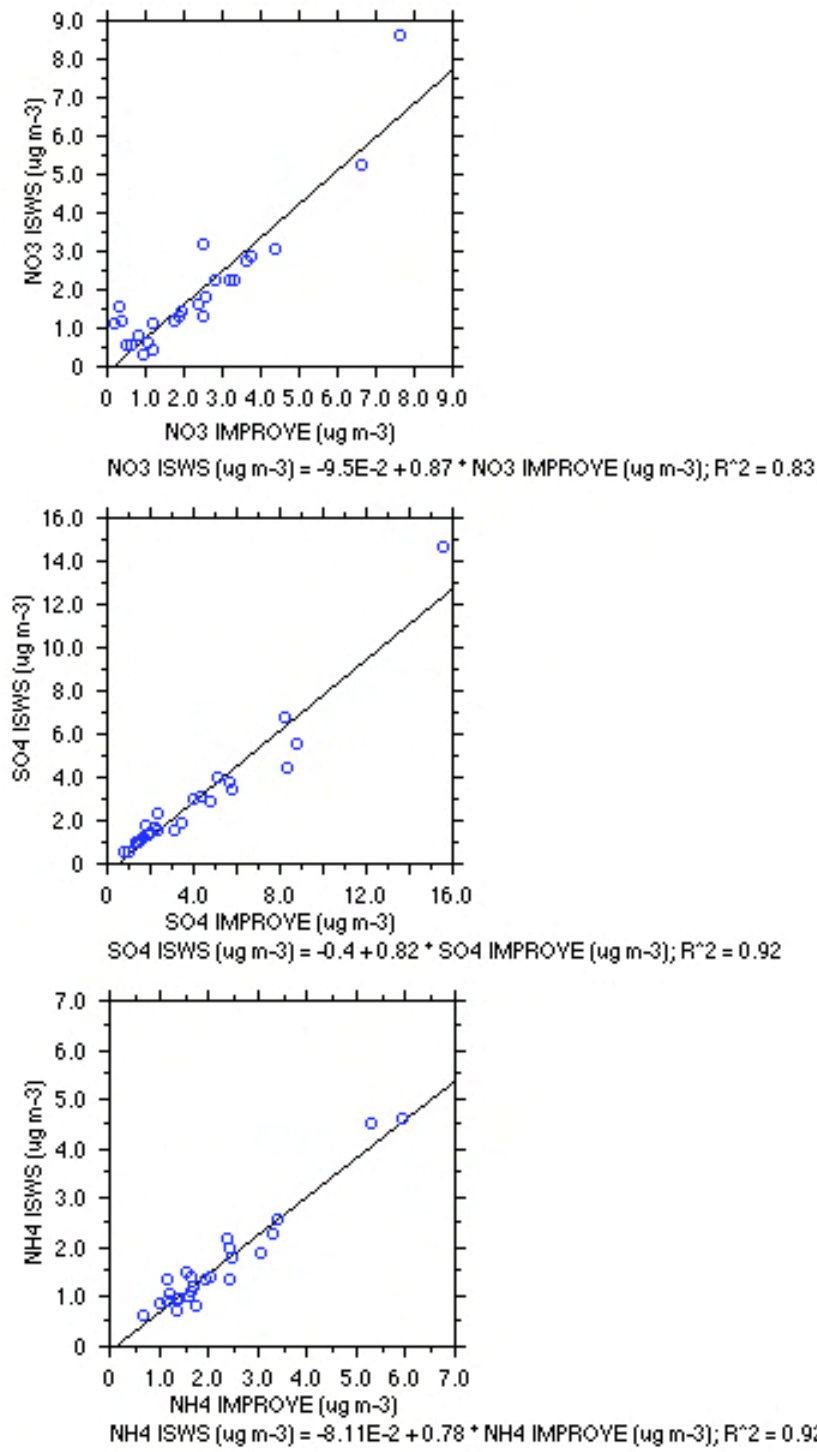 9.0
8.0
7.0
6.0
5.0
4.0
3.0
2.0
1.0
0
NO3 ISWS (ug m-3)
0 1.0 2.0 3.0 4.0 5.0 6.0 7.0 8.0 9.0
NO3 IMPROVE (ug m-3)
NO3 ISWS (ug m-3) = -9.5E-2 + 0.87 * NO3 IMPROVE (ug m-3); R^2 = 0.83
16.0
14.0
12.0
10.0
8.0
6.0
4.0
2.0
0
SO4 ISWS (ug m-3)
0 4.0 8.0 12.0 16.0
SO4 IMPROVE (ug m-3)
SO4 ISWS (ug m-3) = -0.4 + 0.82 * SO4 IMPROVE (ug m-3); R^2 = 0.92
7.0
6.0
5.0
4.0
3.0
2.0
1.0
0
NH4 ISWS (ug m-3)
0 1.0 2.0 3.0 4.0 5.0 6.0 7.0
NH4 IMPROVE (ug m-3)
NH4 ISWS (ug m-3) = -8.11E-2 + 0.78 * NH4 IMPROVE (ug m-3); R^2 = 0.92